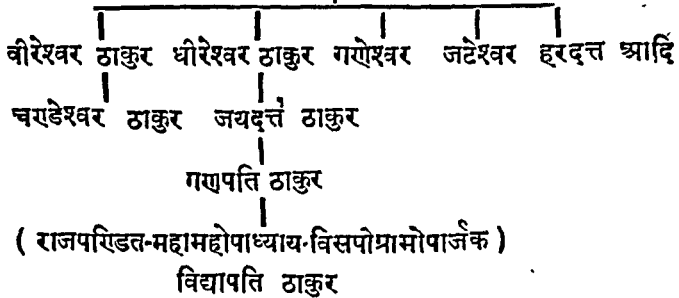 वीरेश्वर ठाकुर धीरेश्वर ठाकुर गणेश्वर जटेश्वर हरदत्त आदि
चण्डेश्वर ठाकुर जयदत्त ठाकुर
गणपति ठाकुर
( राजपण्डित-महामहोपाध्याय-विसपोग्रामोपार्जक )
विद्यापति ठाकुर